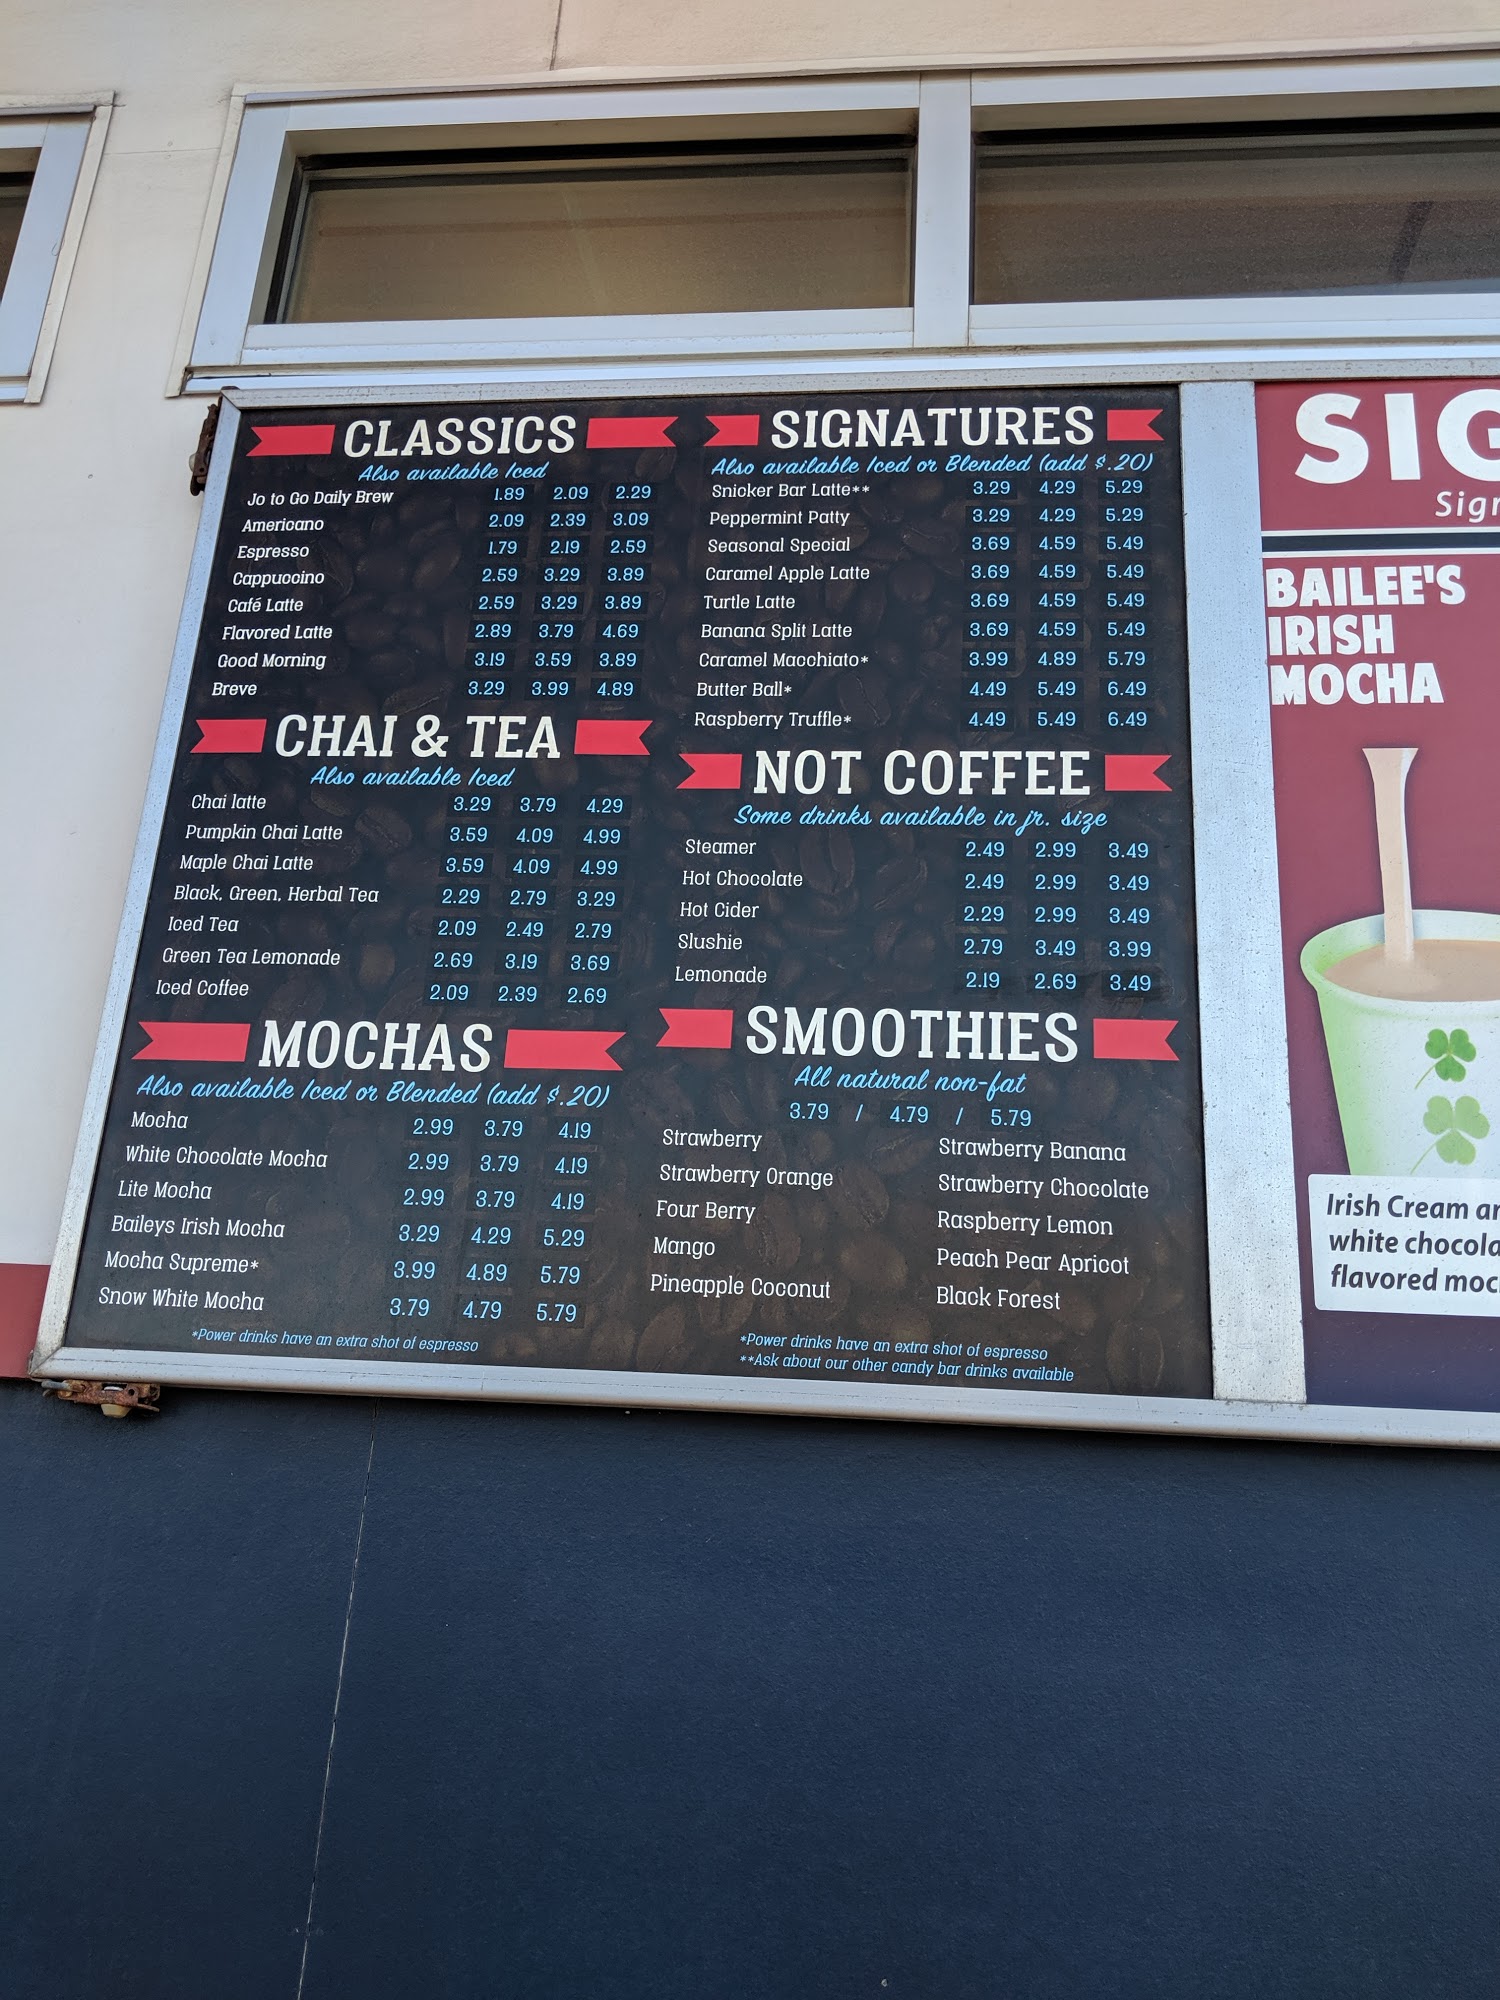 CLASSICS
Also available Iced
Jo to Go Daily Brew 1.89 2.09 2.29
Americano 2.09 2.39 3.09
Espresso 1.79 2.19 2.59
Cappuccino 2.59 3.29 3.89
Café Latte 2.59 3.29 3.89
Flavored Latte 2.89 3.79 4.69
Good Morning 3.19 3.59 3.89
Breve 3.29 3.99 4.89
CHAI & TEA
Also available Iced
Chai latte 3.29 3.79 4.29
Pumpkin Chai Latte 3.59 4.09 4.99
Maple Chai Latte 3.59 4.09 4.99
Black, Green, Herbal Tea 2.29 2.79 3.29
Iced Tea 2.09 2.49 2.79
Green Tea Lemonade 2.69 3.19 3.69
Iced Coffee 2.09 2.39 2.69
MOCHAS
Also available Iced or Blended (add $.20)
Mocha 2.99 3.79 4.19
White Chocolate Mocha 2.99 3.79 4.19
Lite Mocha 2.99 3.79 4.19
Baileys Irish Mocha 3.29 4.29 5.29
Mocha Supreme* 3.99 4.89 5.79
Snow White Mocha 3.79 4.79 5.79
*Power drinks have an extra shot of espresso
SIGNATURES
Also available Iced or Blended (add $.20)
Snicker Bar Latte** 3.29 4.29 5.29
Peppermint Patty 3.29 4.29 5.29
Seasonal Special 3.69 4.59 5.49
Caramel Apple Latte 3.69 4.59 5.49
Turtle Latte 3.69 4.59 5.49
Banana Split Latte 3.69 4.59 5.49
Caramel Macchiato* 3.99 4.89 5.79
Butter Ball* 4.49 5.49 6.49
Raspberry Truffle* 4.49 5.49 6.49
NOT COFFEE
Some drinks available in jr. size
Steamer 2.49 2.99 3.49
Hot Chocolate 2.49 2.99 3.49
Hot Cider 2.29 2.99 3.49
Slushie 2.79 3.49 3.99
Lemonade 2.19 2.69 3.49
SMOOTHIES
All natural non-fat
3.79 / 4.79 / 5.79
Strawberry Strawberry Banana
Strawberry Orange Strawberry Chocolate
Four Berry Raspberry Lemon
Mango Peach Pear Apricot
Pineapple Coconut Black Forest
*Power drinks have an extra shot of espresso
**Ask about our other candy bar drinks available
SIG
Sign
BAILEE'S
IRISH
MOCHA
Irish Cream
white
flavored